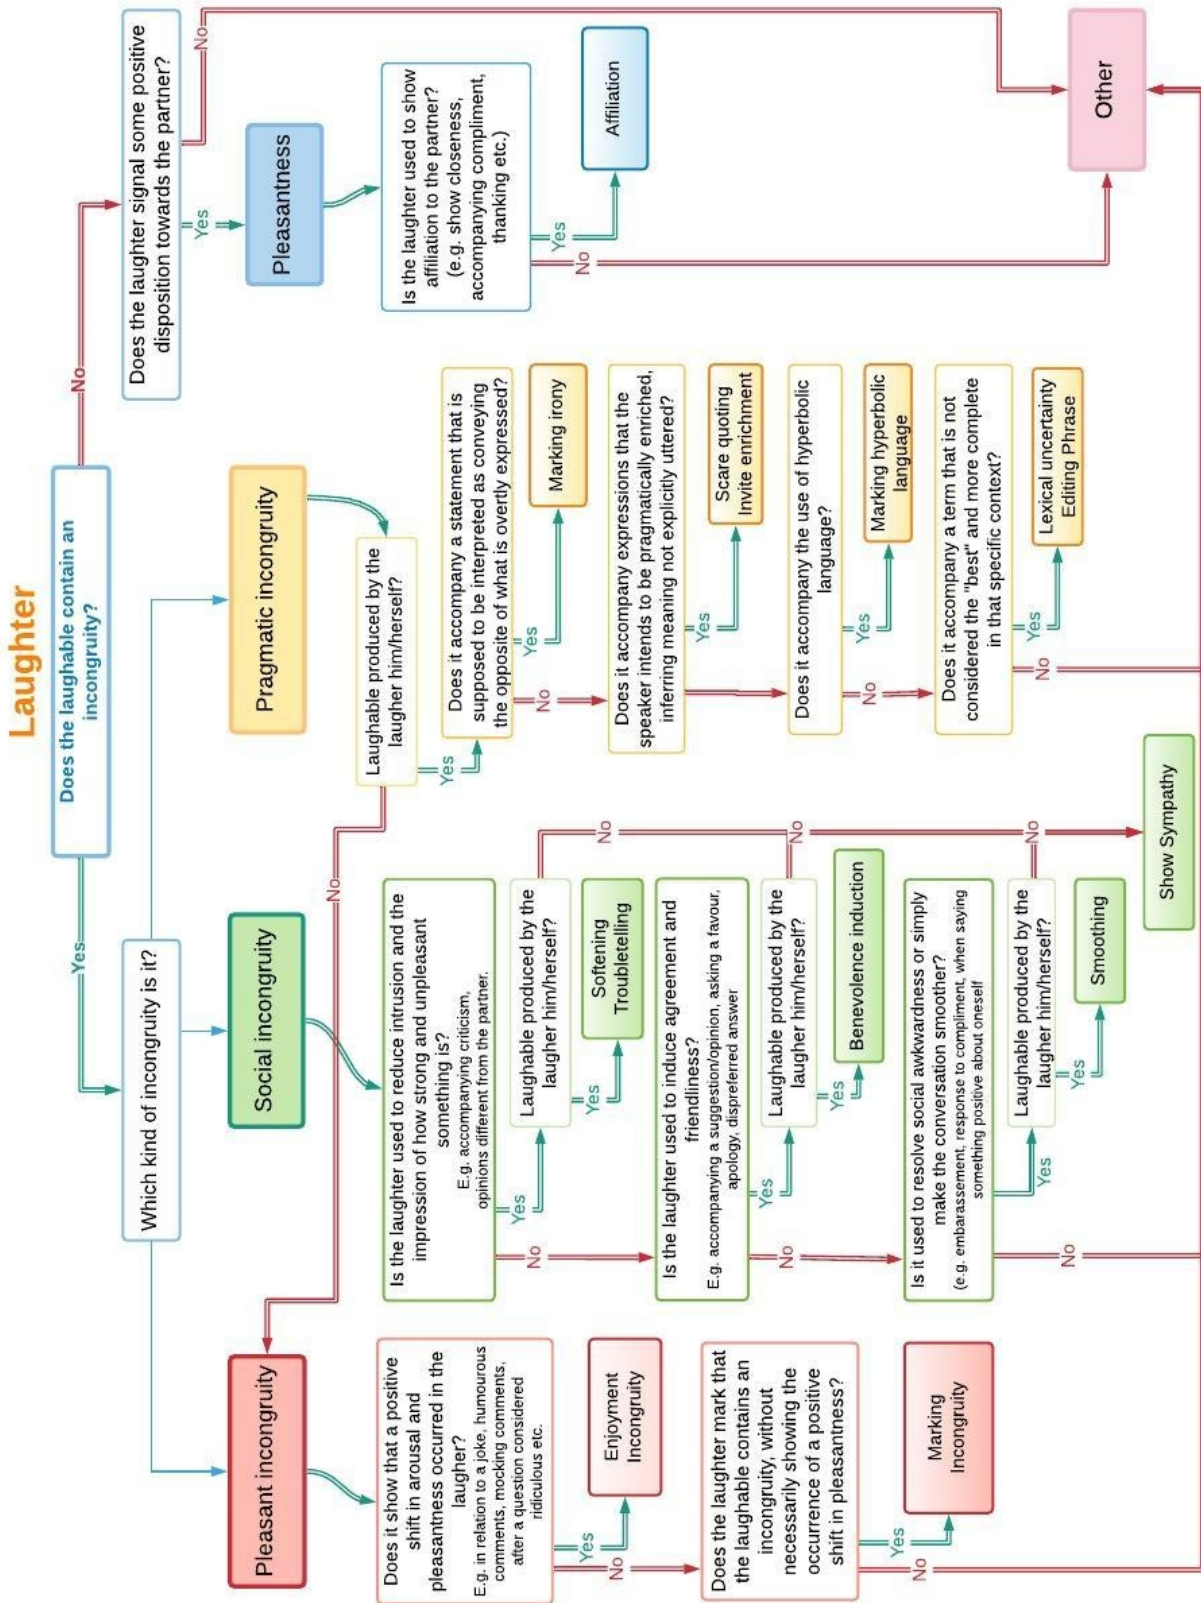 Laughter
Does the laughable contain an
incongruity?
Yes
No
Which kind of incongruity is it?
Does the laughter signal some positive
disposition towards the partner?
Yes
No
Pleasant incongruity
Social incongruity
Pragmatic incongruity
Pleasantness
Does it show that a positive
shift in arousal and
pleasantness occurred in the
laugher?
E.g. in relation to a joke, humourous
comments, mocking comments,
after a question considered
ridiculous etc.
Yes
No
Enjoyment
Incongruity
Does the laughter mark that
the laughable contains an
incongruity, without
necessarily showing the
occurrence of a positive
shift in pleasantness?
Yes
No
Marking
Incongruity
Is the laughter used to reduce intrusion and the
impression of how strong and unpleasant
something is?
E.g. accompanying criticism,
opinions different from the partner.
Yes
No
Laughable produced by the
laugher him/herself?
Yes
No
Softening
Troubletelling
Is the laughter used to induce agreement and
friendliness?
E.g. accompanying a suggestion/opinion, asking a favour,
apology, dispreferred answer
Yes
No
Laughable produced by the
laugher him/herself?
Yes
No
Benevolence induction
Is it used to resolve social awkwardness or simply
make the conversation smoother?
(e.g. embarassement, response to compliment, when saying
something positive about oneself
Yes
No
Laughable produced by the
laugher him/herself?
Yes
No
Smoothing
Show Sympathy
Laughable produced by the
laugher him/herself?
No
Yes
Does it accompany a statement that is
supposed to be interpreted as conveying
the opposite of what is overtly expressed?
Yes
No
Marking irony
Does it accompany expressions that the
speaker intends to be pragmatically enriched,
inferring meaning not explicitly uttered?
Yes
Scare quoting
Invite enrichment
Does it accompany the use of hyperbolic
language?
Yes
No
Marking hyperbolic
language
Does it accompany a term that is not
considered the "best" and more complete
in that specific context?
Yes
No
Lexical uncertainty
Editing Phrase
Is the laughter used to show
affiliation to the partner?
(e.g. show closeness,
accompanying compliment,
thanking etc.)
Yes
No
Affiliation
Other